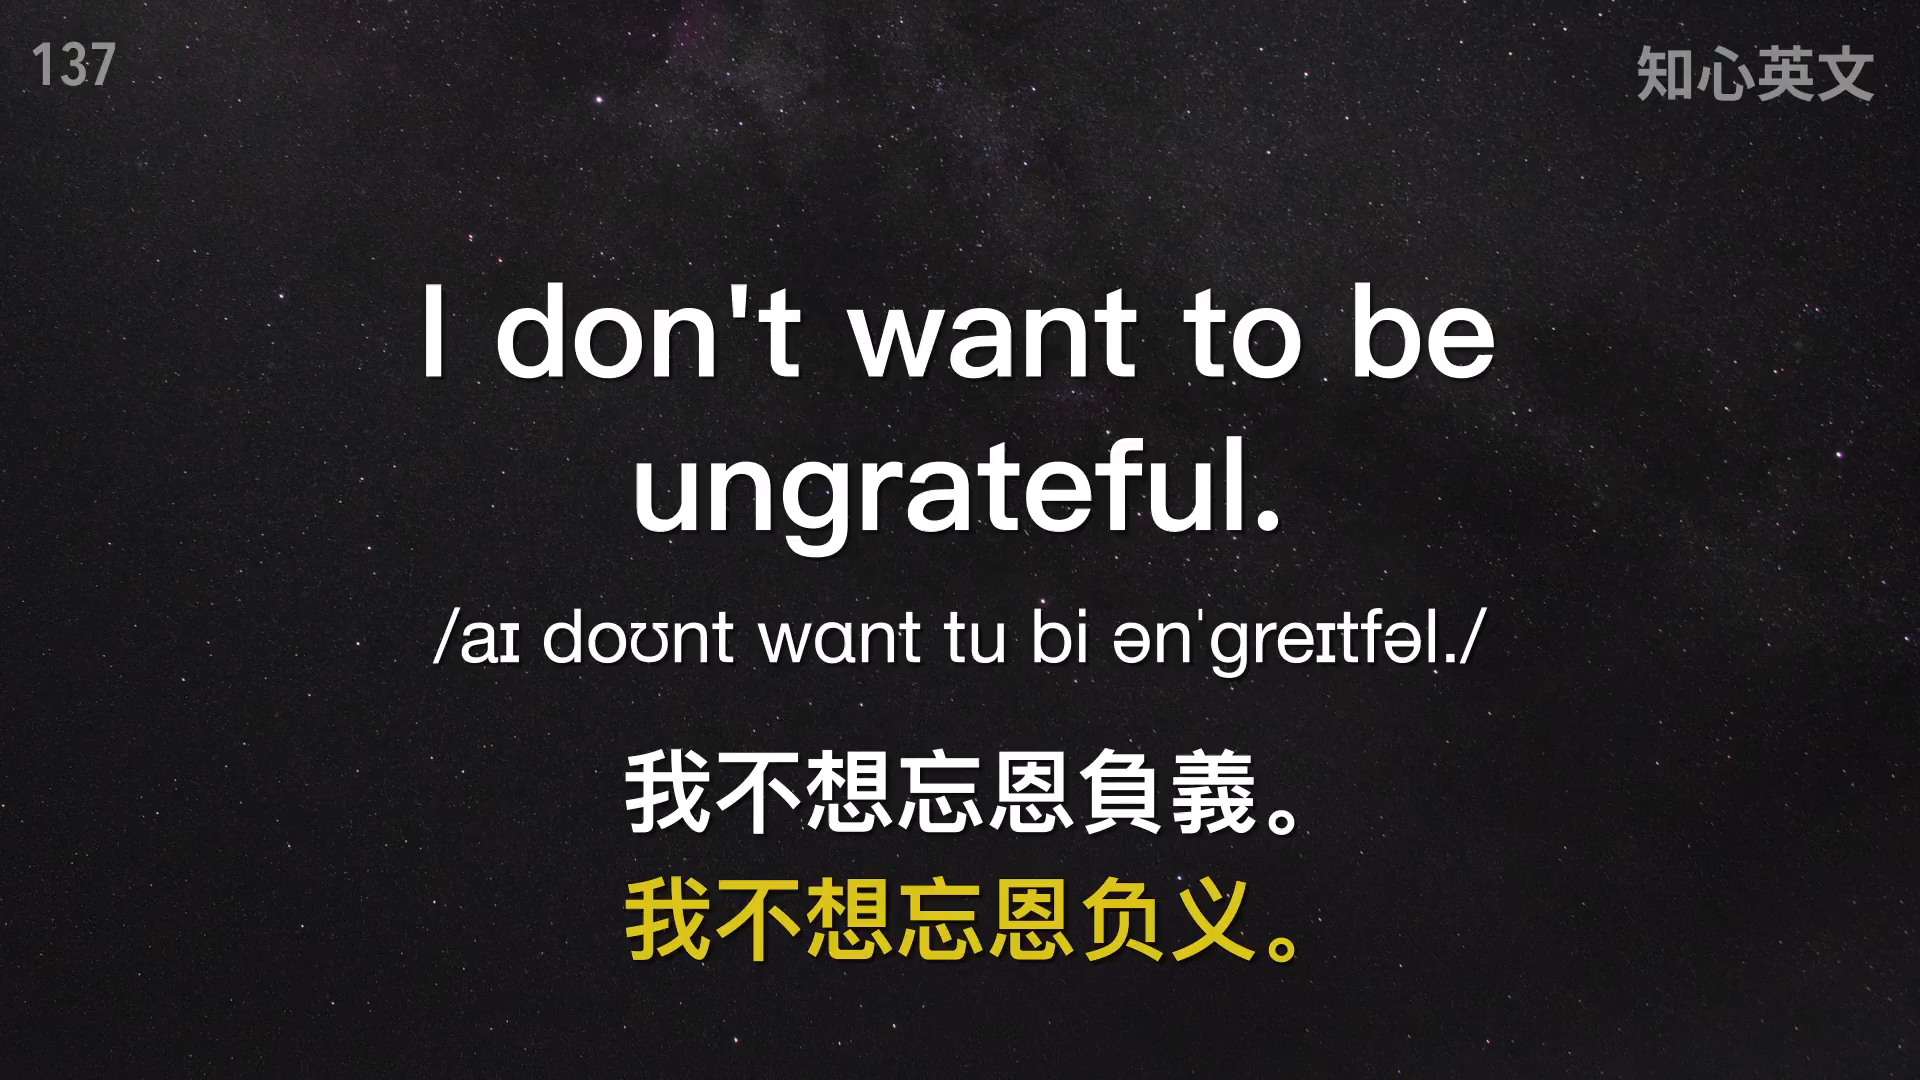 137
知心英文
I don't want to be
ungrateful.
/aɪ doʊnt wɑnt tu bi ənˈɡreɪtfəl./
我不想忘恩負義。
我不想忘恩负义。